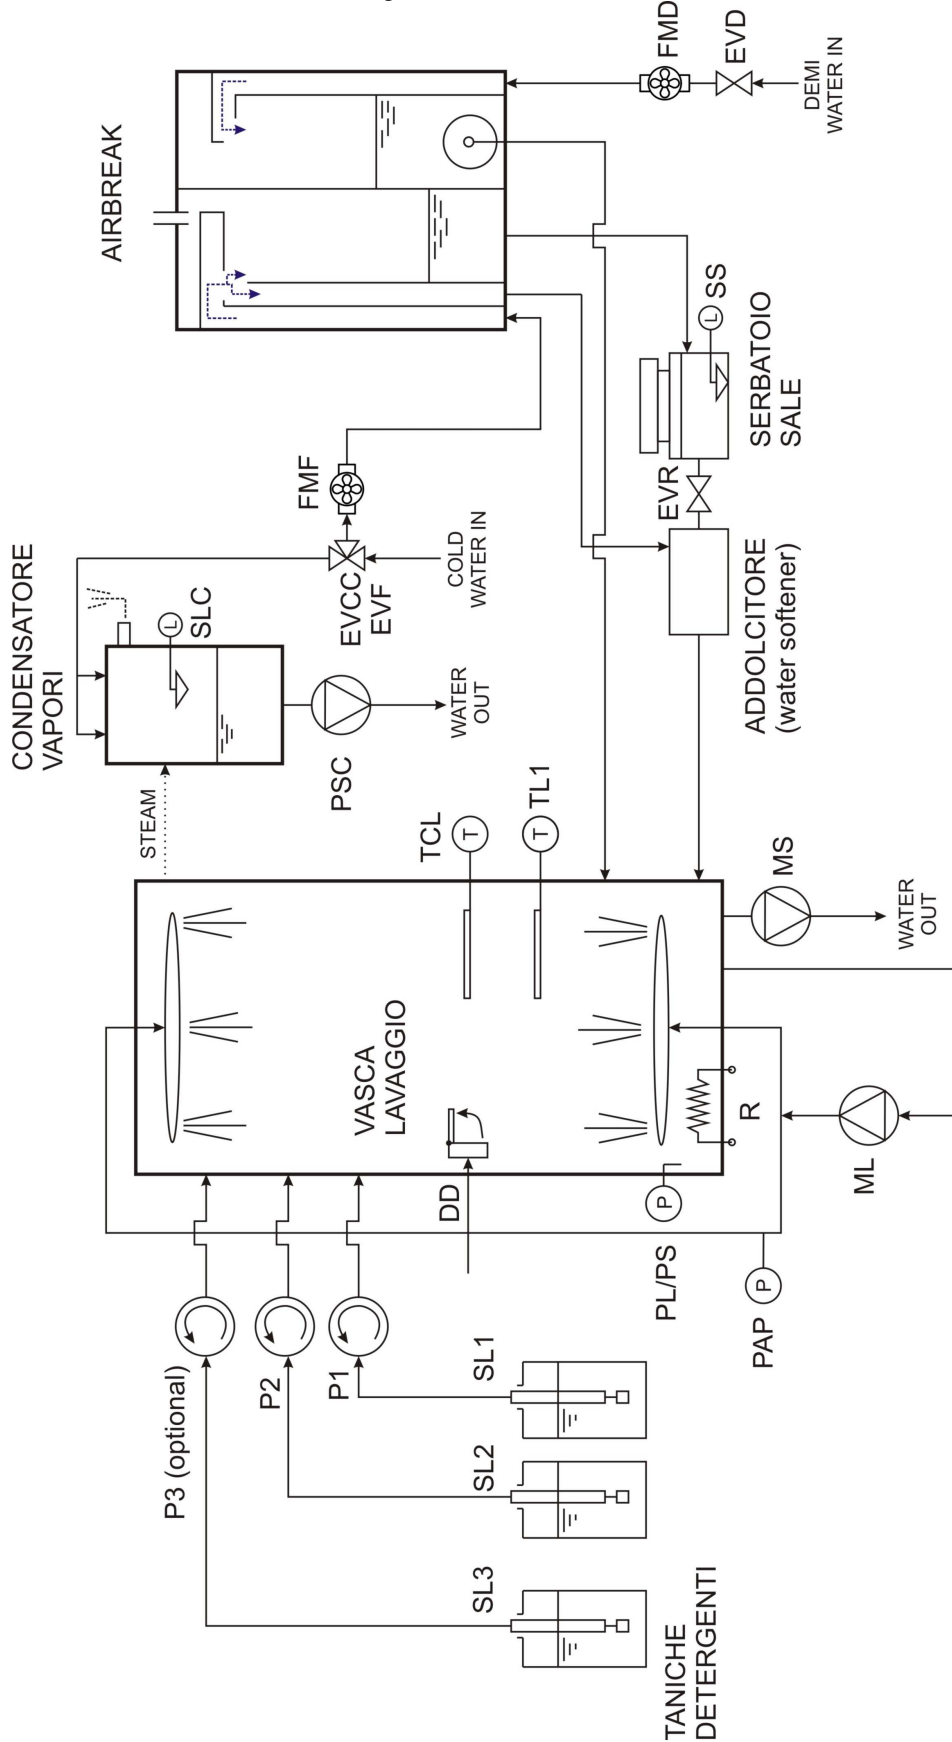 AIRBREAK
FMD
EVD
DEMI
WATER IN
CONDENSATORE
VAPORI
L
SLC
FMF
EVCC
EVF
COLD
WATER IN
STEAM
PSC
WATER
OUT
L
SS
SERBATOIO
SALE
EVR
ADDOLCITORE
(water softener)
TCL
T
TL1
T
MS
WATER
OUT
VASCA
LAVAGGIO
DD
R
ML
P
PL/PS
P
PAP
P3 (optional)
P2
P1
SL3
SL2
SL1
TANICHE
DETERGENTI